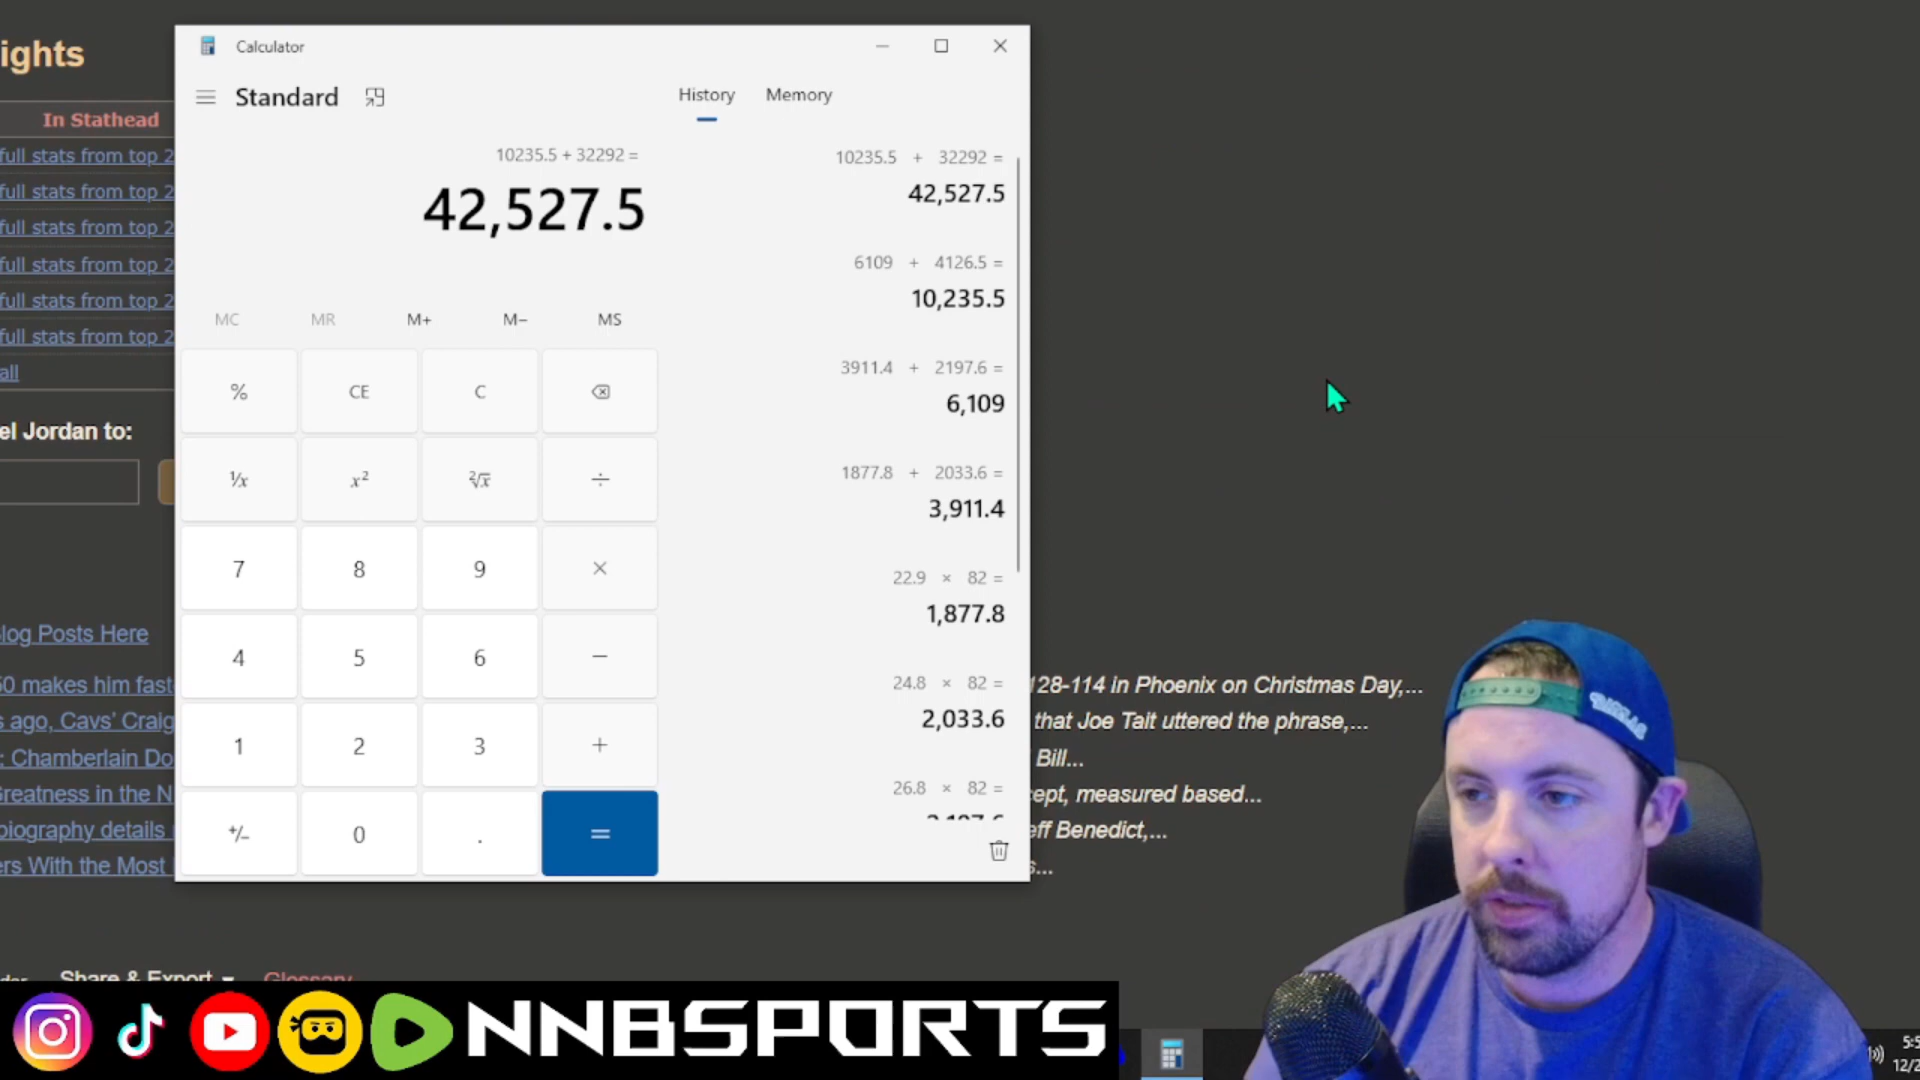 ights
In Stathead
full stats from top 2
full stats from top 2
full stats from top 2
full stats from top 2
full stats from top 2
full stats from top 2
all
el Jordan to:
log Posts Here
50 makes him fast
s ago, Cavs' Craig
: Chamberlain Do
Greatness in the N
biography details
ers With the Most
Share & Export
Glossary
Calculator
Standard
History
Memory
10235.5 + 32292 =
42,527.5
MC
MR
M+
M−
MS
%
CE
C
1/x
x²
²√x
÷
7
8
9
×
4
5
6
−
1
2
3
+
+/−
0
.
=
10235.5 + 32292 =
42,527.5
6109 + 4126.5 =
10,235.5
3911.4 + 2197.6 =
6,109
1877.8 + 2033.6 =
3,911.4
22.9 × 82 =
1,877.8
24.8 × 82 =
2,033.6
26.8 × 82 =
128-114 in Phoenix on Christmas Day,...
that Joe Tait uttered the phrase,...
Bill...
cept, measured based...
eff Benedict,...
s...
NNBSPORTS
5:5
12/2